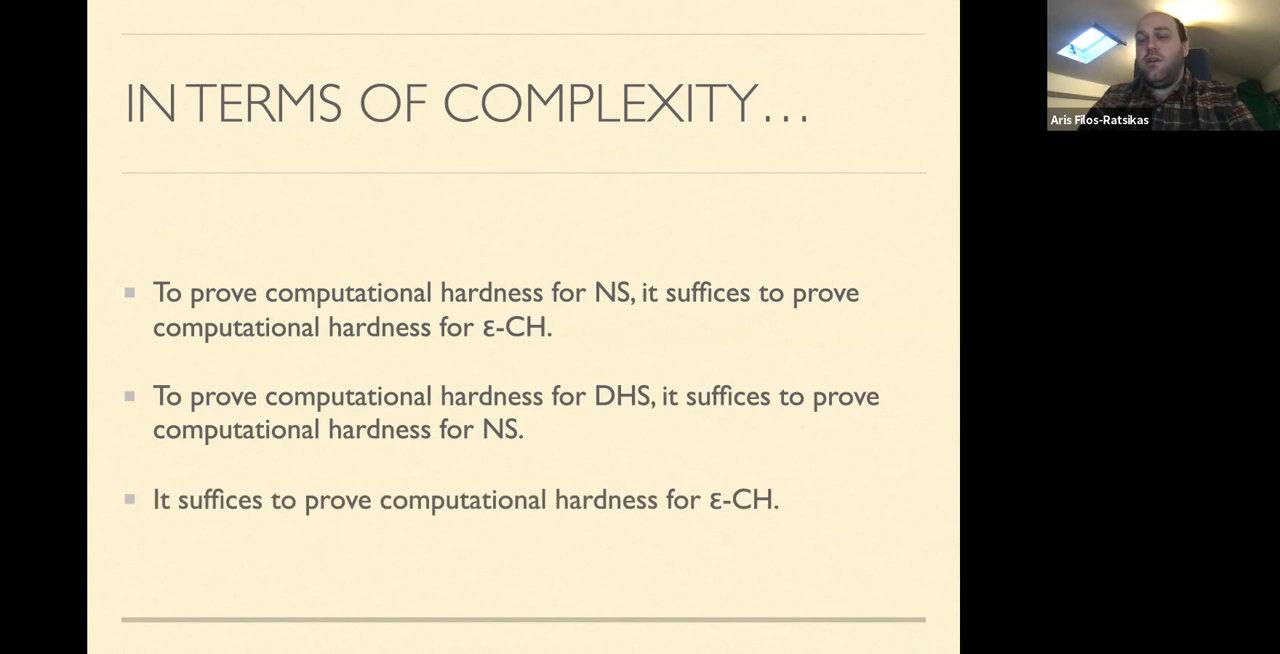 IN TERMS OF COMPLEXITY...
To prove computational hardness for NS, it suffices to prove
computational hardness for ε-CH.
To prove computational hardness for DHS, it suffices to prove
computational hardness for NS.
It suffices to prove computational hardness for ε-CH.
Aris Filos-Ratsikas